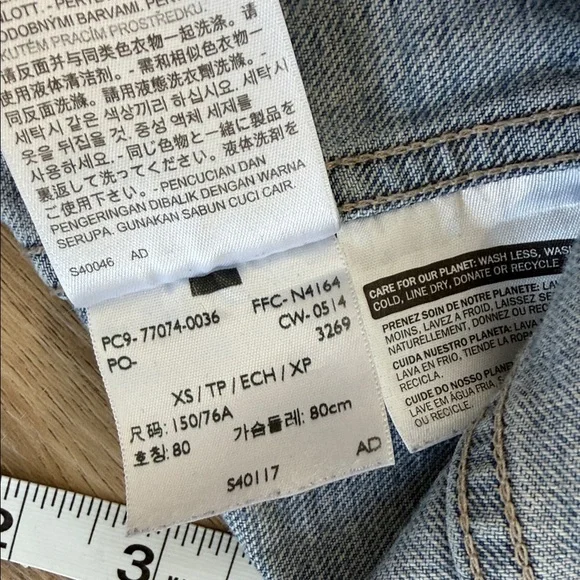 ALOTT. - PERTE
ODOBNÝMI BARVAMI. PERTE
TEKUTÉM PRACÍM PROSTŘEDKU.
请反面并与同类色衣物一起洗涤。
使用液体清洁剂。 - 需和相似色衣物一
同反面洗滌。 請用液態洗衣劑洗滌。
세탁시 같은 색상끼리 하십시오. 세탁시
옷을 뒤집을 것. 중성 액체 세제를
사용하세요. - 同じ色衣物と一緒に製品を
裏返して洗ってください。液体洗剤を
ご使用下さい。 - PENCUCIAN DAN
PENGERINGAN DIBALIK DENGAN WARNA
SERUPA. GUNAKAN SABUN CUCI CAIR.
S40046 AD
PC9- 77074-0036 FFC- N4164
PO- CW- 0514
3269
XS / TP / ECH / XP
尺码: 150/76A
호칭: 80 가슴둘레: 80cm
S40117 AD
CARE FOR OUR PLANET: WASH LESS, WASH
COLD, LINE DRY, DONATE OR RECYCLE
PRENEZ SOIN DE NOTRE PLANÈTE: LAVEZ
MOINS, LAVEZ À FROID, LAISSEZ SÉ
NATURELLEMENT, DONNEZ OU RECYCL
CUIDA NUESTRO PLANETA: LAVA
LAVA EN FRIO, TIENDE LA ROPA
RECICLA.
CUIDE DO NOSSO PLANE
LAVE EM ÁGUA FRIA, S
OU RECICLE.
2
3